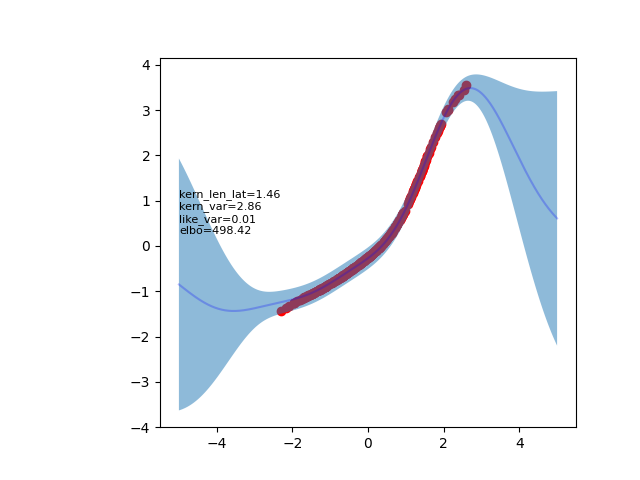 4
3
2
1
kern_len_lat=1.46
kern_var=2.86
like_var=0.01
elbo=498.42
0
−1
−2
−3
−4
−4 −2 0 2 4